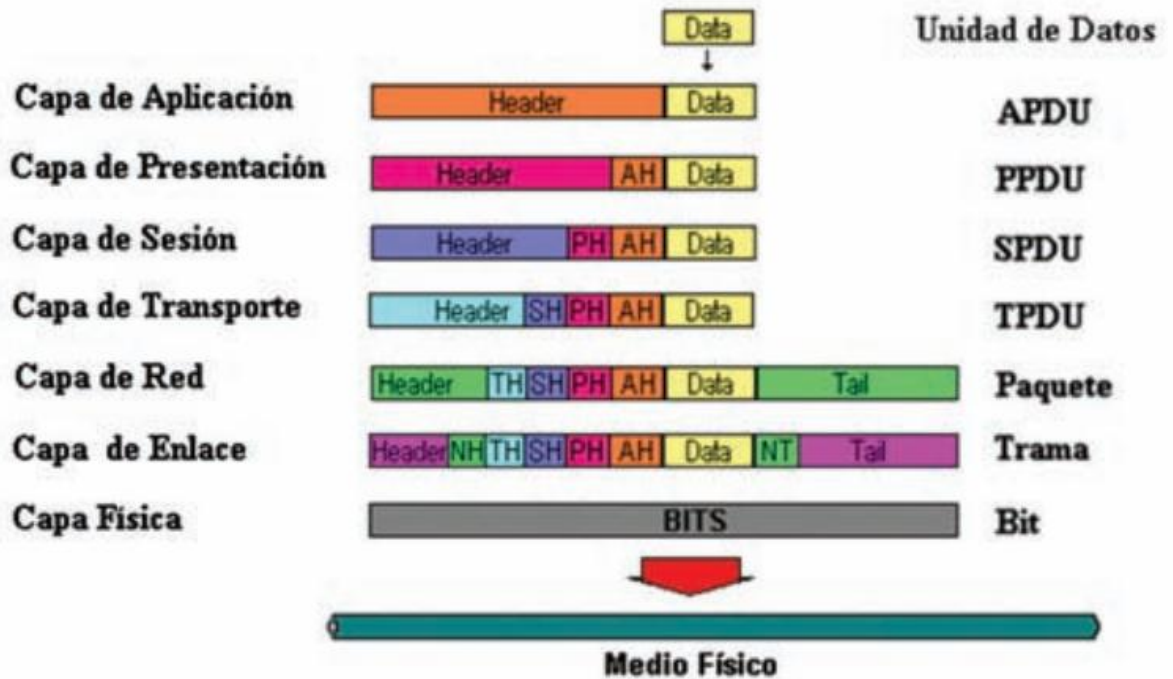 Data Unidad de Datos
Capa de Aplicación Header Data APDU
Capa de Presentación Header AH Data PPDU
Capa de Sesión Header PH AH Data SPDU
Capa de Transporte Header SH PH AH Data TPDU
Capa de Red Header TH SH PH AH Data Tail Paquete
Capa de Enlace Header NH TH SH PH AH Data NT Tail Trama
Capa Física BITS Bit
Medio Físico